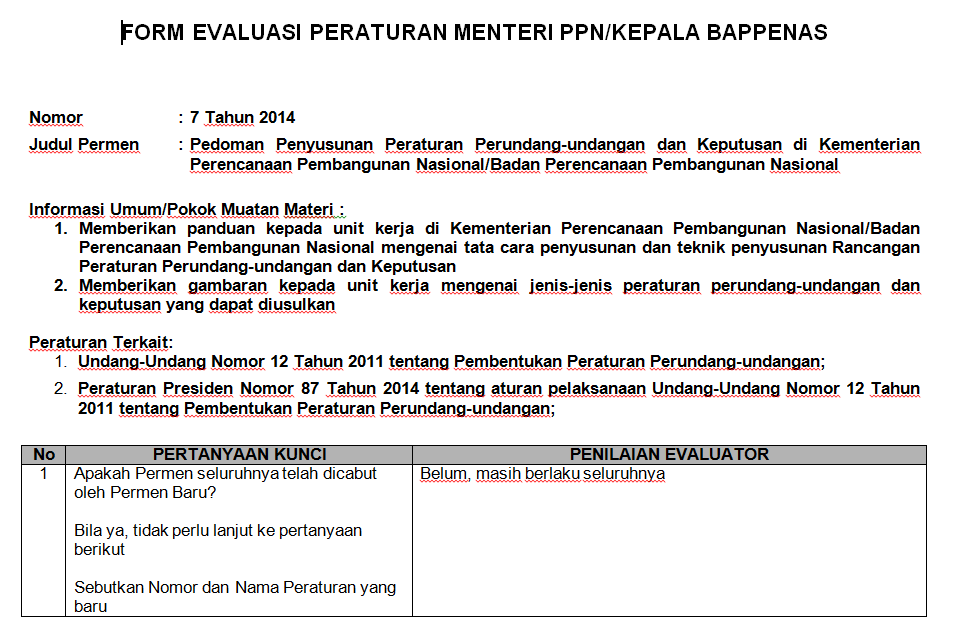 FORM EVALUASI PERATURAN MENTERI PPN/KEPALA BAPPENAS
Nomor : 7 Tahun 2014
Judul Permen : Pedoman Penyusunan Peraturan Perundang-undangan dan Keputusan di Kementerian
Perencanaan Pembangunan Nasional/Badan Perencanaan Pembangunan Nasional
Informasi Umum/Pokok Muatan Materi :
1. Memberikan panduan kepada unit kerja di Kementerian Perencanaan Pembangunan Nasional/Badan
Perencanaan Pembangunan Nasional mengenai tata cara penyusunan dan teknik penyusunan Rancangan
Peraturan Perundang-undangan dan Keputusan
2. Memberikan gambaran kepada unit kerja mengenai jenis-jenis peraturan perundang-undangan dan
keputusan yang dapat diusulkan
Peraturan Terkait:
1. Undang-Undang Nomor 12 Tahun 2011 tentang Pembentukan Peraturan Perundang-undangan;
2. Peraturan Presiden Nomor 87 Tahun 2014 tentang aturan pelaksanaan Undang-Undang Nomor 12 Tahun
2011 tentang Pembentukan Peraturan Perundang-undangan;
No PERTANYAAN KUNCI PENILAIAN EVALUATOR
1 Apakah Permen seluruhnya telah dicabut
oleh Permen Baru?
Bila ya, tidak perlu lanjut ke pertanyaan
berikut
Sebutkan Nomor dan Nama Peraturan yang
baru
Belum, masih berlaku seluruhnya